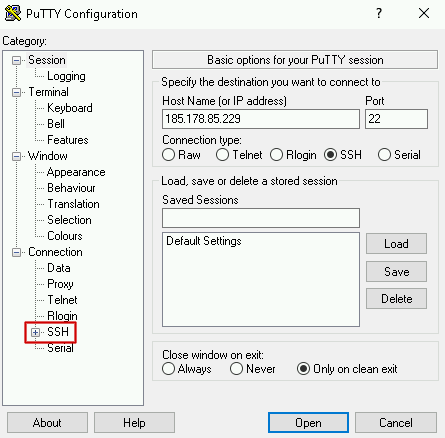 PuTTY Configuration
Category:
Session
Logging
Terminal
Keyboard
Bell
Features
Window
Appearance
Behaviour
Translation
Selection
Colours
Connection
Data
Proxy
Telnet
Rlogin
SSH
Serial
Basic options for your PuTTY session
Specify the destination you want to connect to
Host Name (or IP address) Port
185.178.85.229 22
Connection type:
Raw Telnet Rlogin SSH Serial
Load, save or delete a stored session
Saved Sessions
Default Settings
Load
Save
Delete
Close window on exit:
Always Never Only on clean exit
About Help Open Cancel